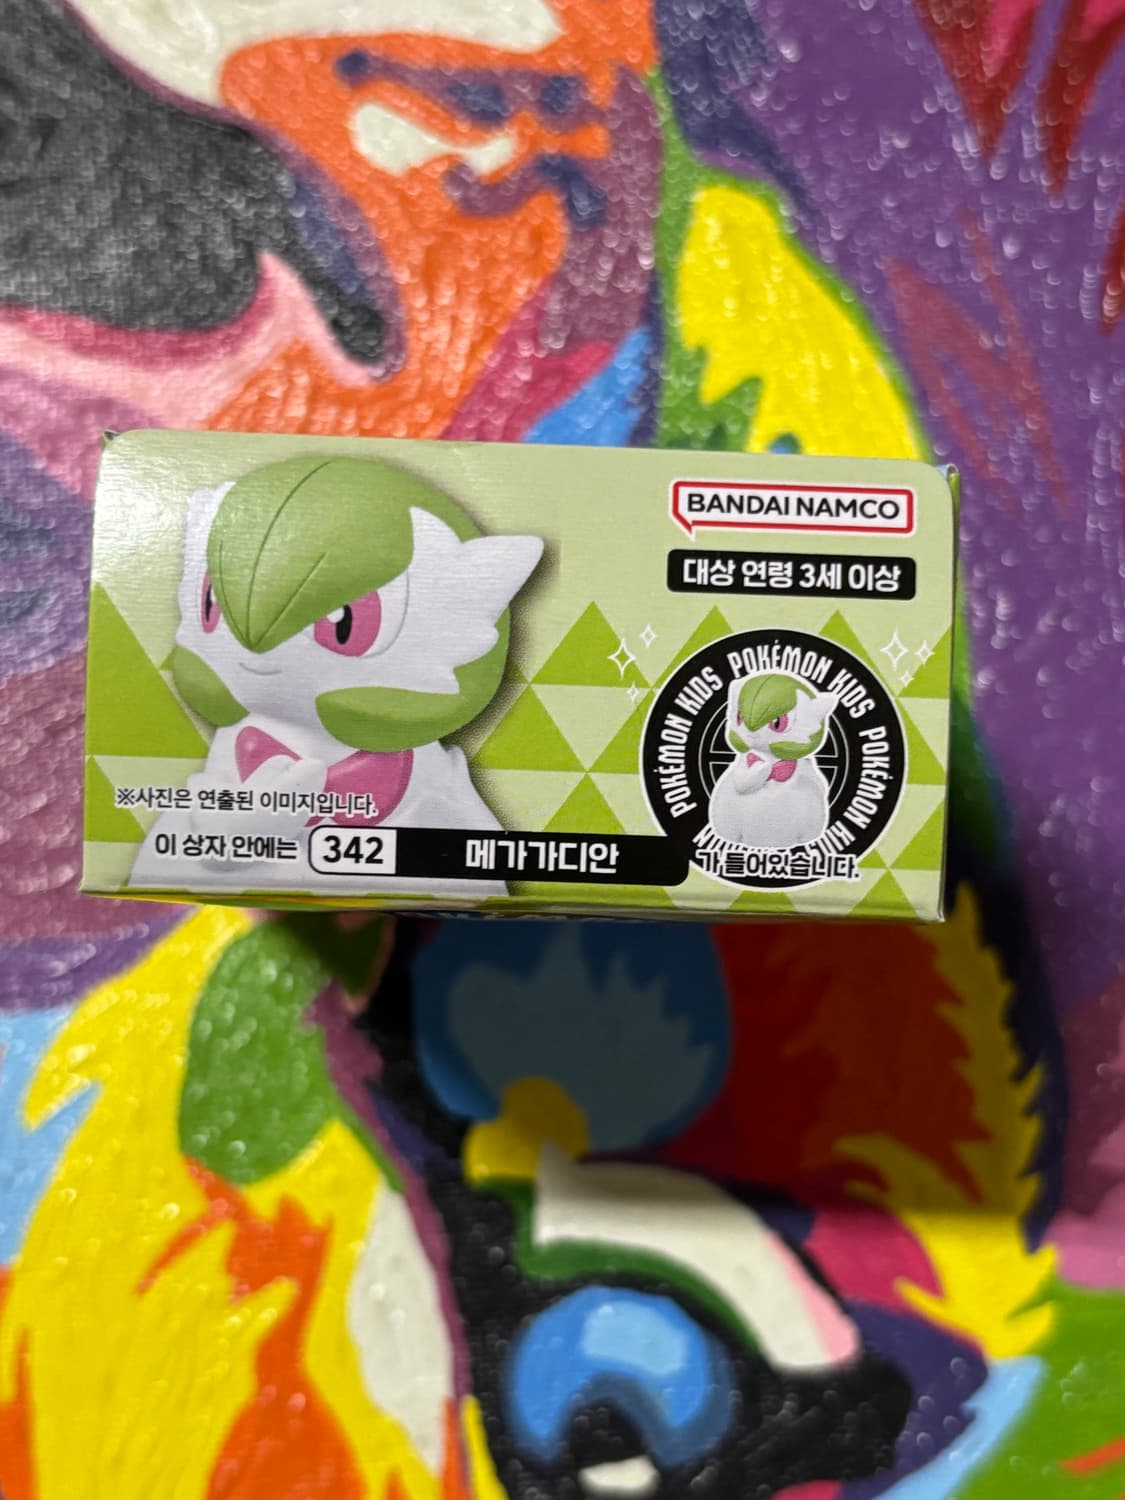 BANDAI NAMCO
대상 연령 3세 이상
POKÉMON KIDS POKÉMON KIDS POKÉMON
※사진은 연출된 이미지입니다.
이 상자 안에는 342 메가가디안 가 들어있습니다.